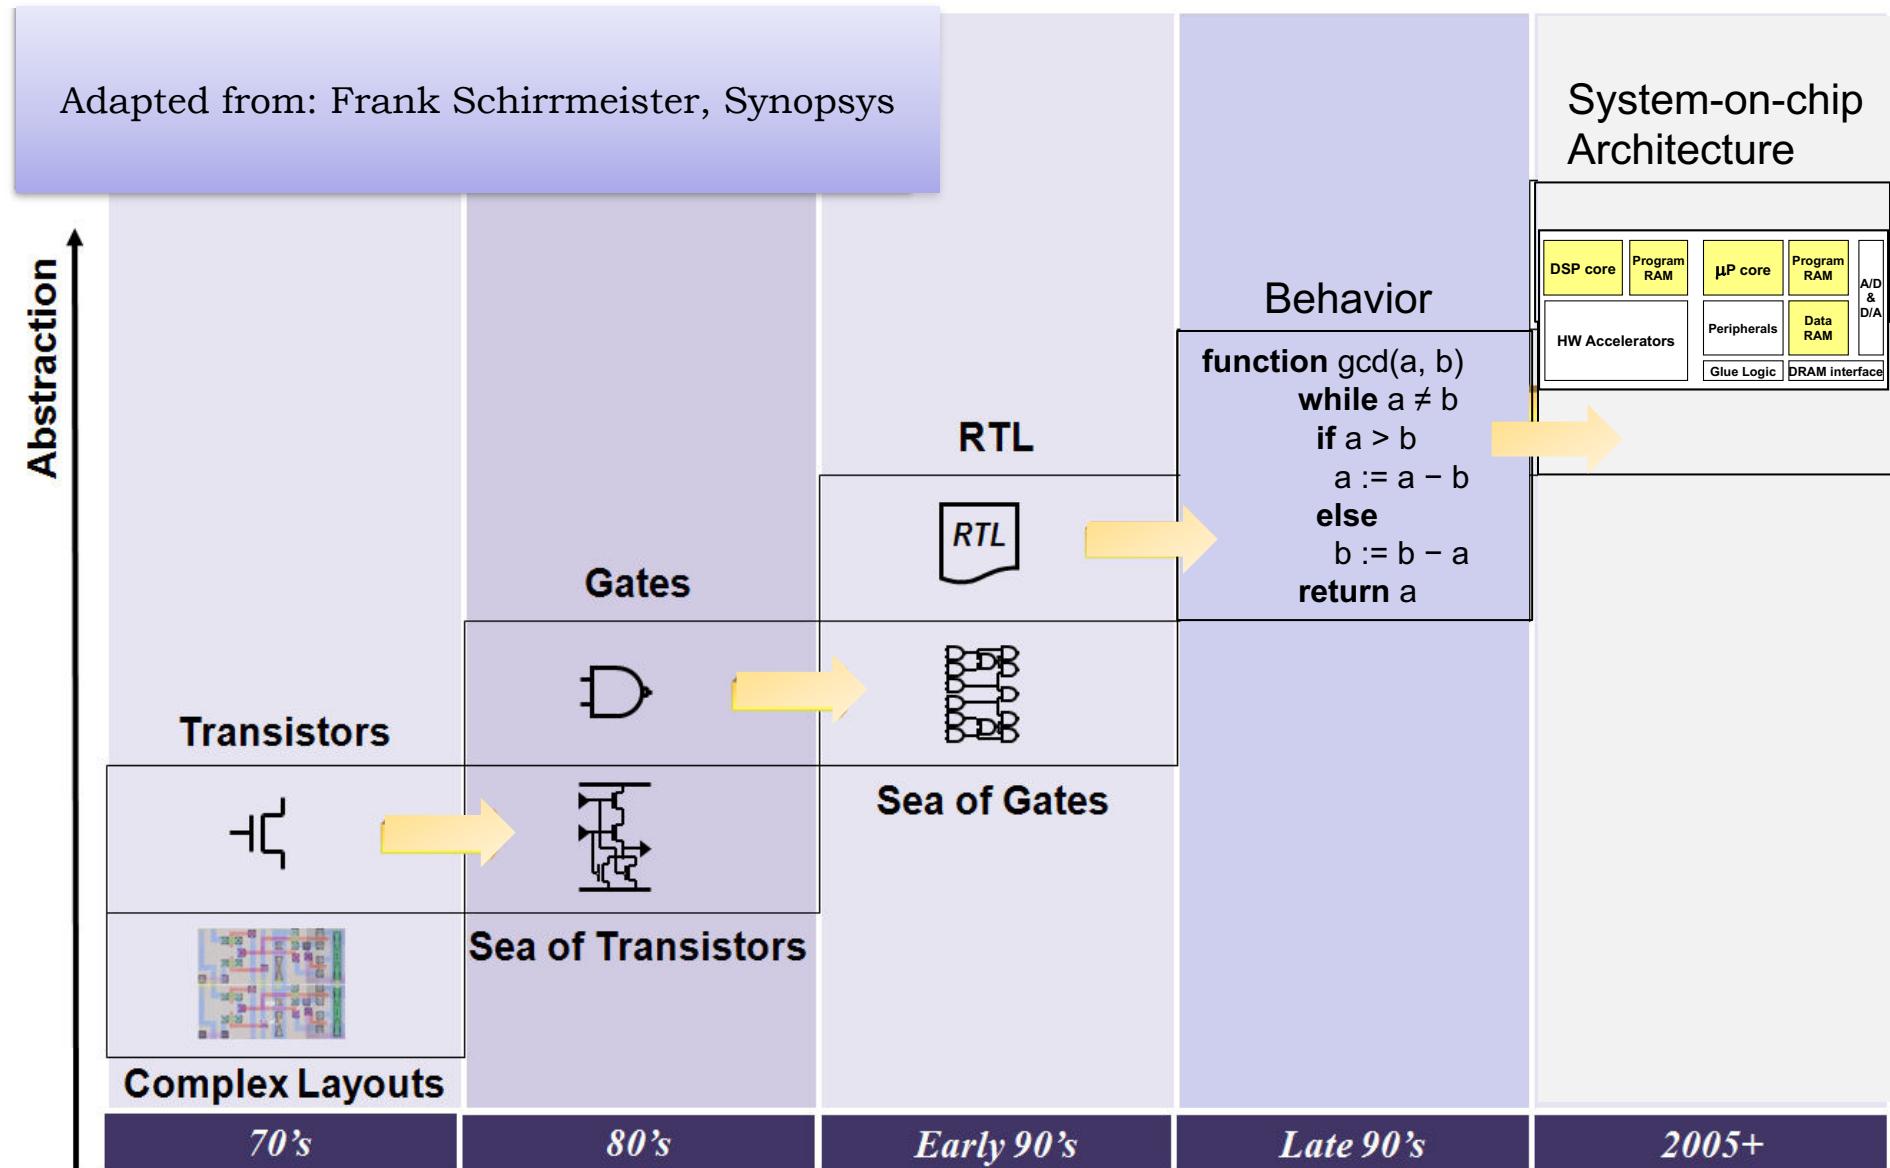 Adapted from: Frank Schirrmeister, Synopsys
System-on-chip
Architecture
Abstraction
DSP core
Program
RAM
µP core
Program
RAM
A/D
&
D/A
HW Accelerators
Peripherals
Data
RAM
Glue Logic
DRAM interface
Behavior
function gcd(a, b)
while a ≠ b
if a > b
a := a − b
else
b := b − a
return a
RTL
RTL
Gates
Transistors
Sea of Gates
Sea of Transistors
Complex Layouts
70’s
80’s
Early 90’s
Late 90’s
2005+